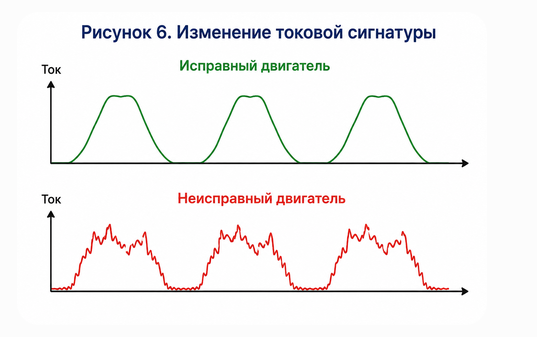 Рисунок 6. Изменение токовой сигнатуры
Исправный двигатель
Ток
Неисправный двигатель
Ток